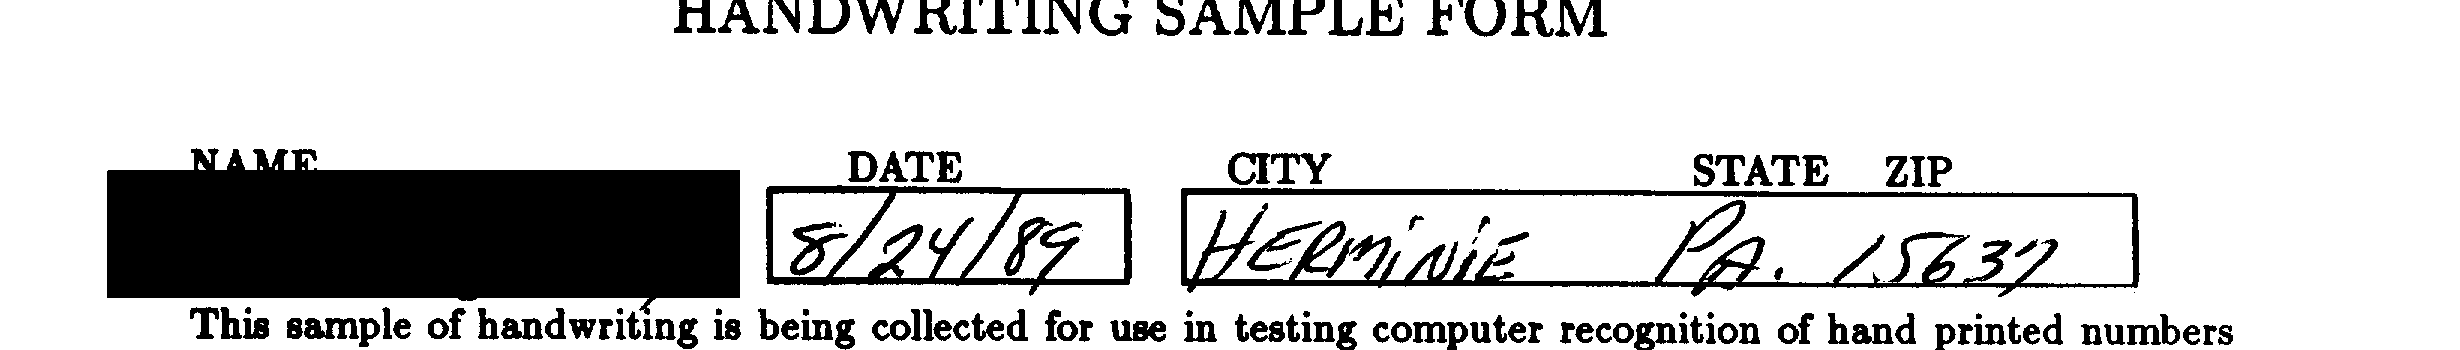 HANDWRITING SAMPLE FORM
NAME DATE CITY STATE ZIP
8/24/89 HERMINIE PA. 15637
This sample of handwriting is being collected for use in testing computer recognition of hand printed numbers